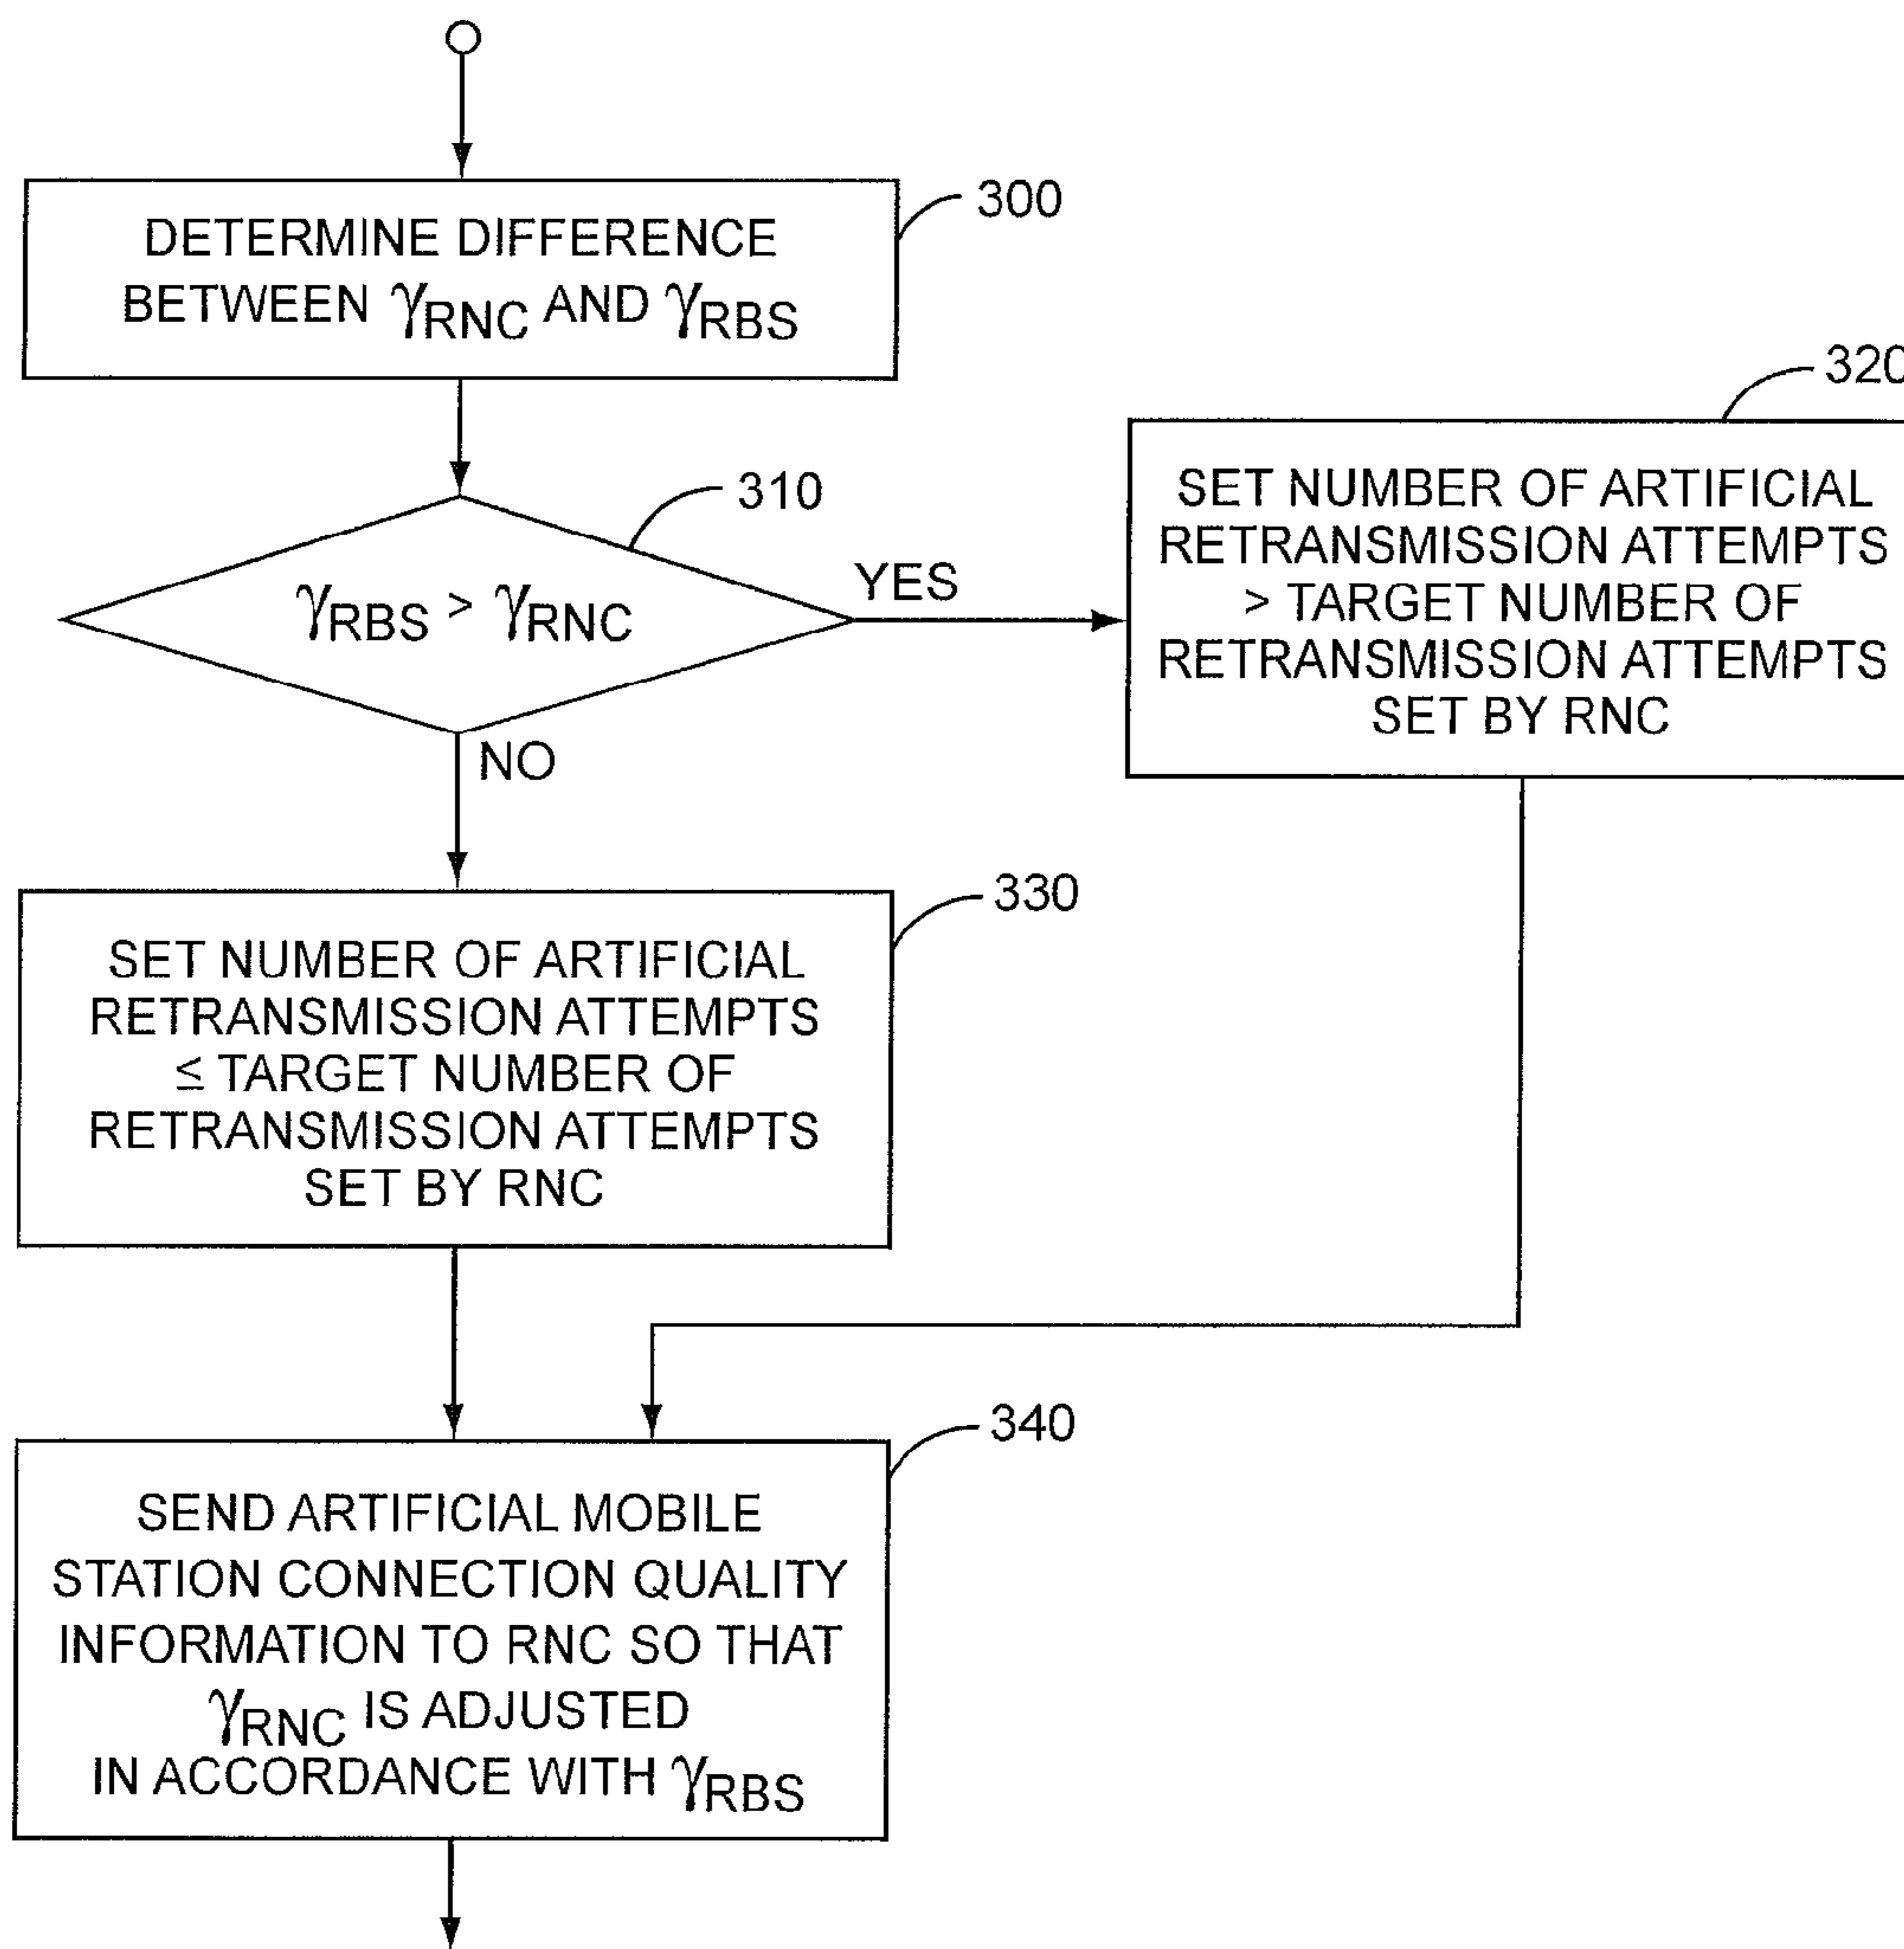 300
DETERMINE DIFFERENCE
BETWEEN γRNC AND γRBS
310
γRBS > γRNC
YES
NO
320
SET NUMBER OF ARTIFICIAL
RETRANSMISSION ATTEMPTS
> TARGET NUMBER OF
RETRANSMISSION ATTEMPTS
SET BY RNC
330
SET NUMBER OF ARTIFICIAL
RETRANSMISSION ATTEMPTS
≤ TARGET NUMBER OF
RETRANSMISSION ATTEMPTS
SET BY RNC
340
SEND ARTIFICIAL MOBILE
STATION CONNECTION QUALITY
INFORMATION TO RNC SO THAT
γRNC IS ADJUSTED
IN ACCORDANCE WITH γRBS